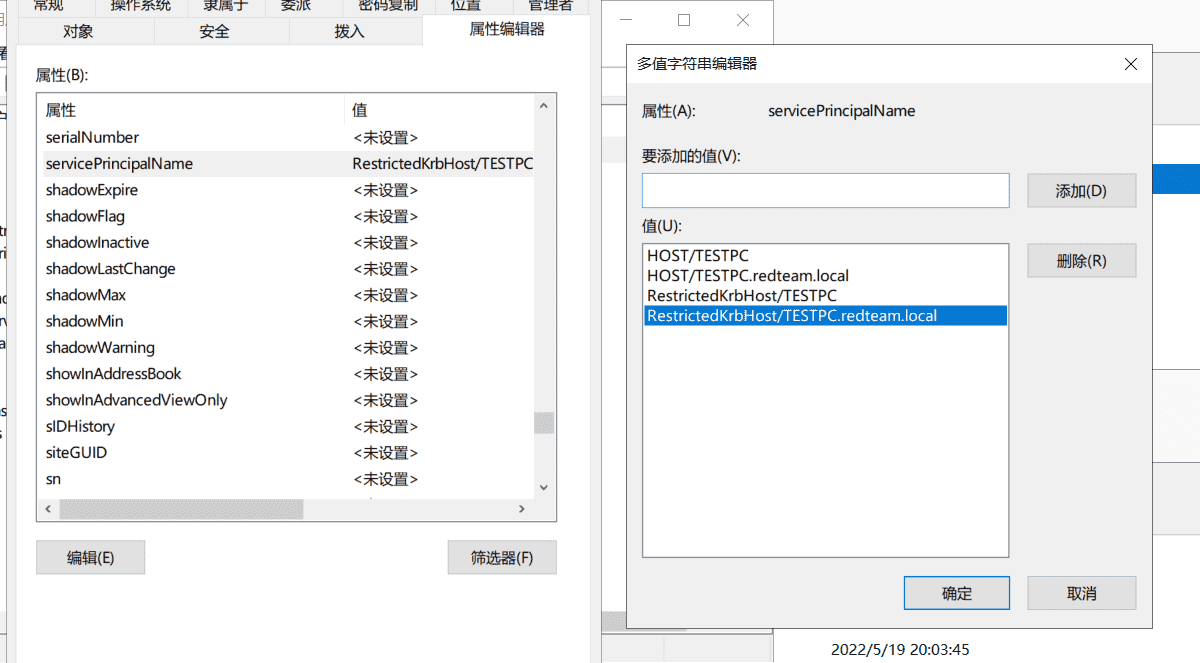 常规 操作系统 隶属于 委派 密码复制 位置 管理者
对象 安全 拨入 属性编辑器
属性(B):
属性 值
serialNumber <未设置>
servicePrincipalName RestrictedKrbHost/TESTPC
shadowExpire <未设置>
shadowFlag <未设置>
shadowInactive <未设置>
shadowLastChange <未设置>
shadowMax <未设置>
shadowMin <未设置>
shadowWarning <未设置>
showInAddressBook <未设置>
showInAdvancedViewOnly <未设置>
sIDHistory <未设置>
siteGUID <未设置>
sn <未设置>
编辑(E) 筛选器(F)
多值字符串编辑器
属性(A): servicePrincipalName
要添加的值(V):
添加(D)
值(U):
HOST/TESTPC
HOST/TESTPC.redteam.local
RestrictedKrbHost/TESTPC
RestrictedKrbHost/TESTPC.redteam.local
删除(R)
确定 取消
2022/5/19 20:03:45